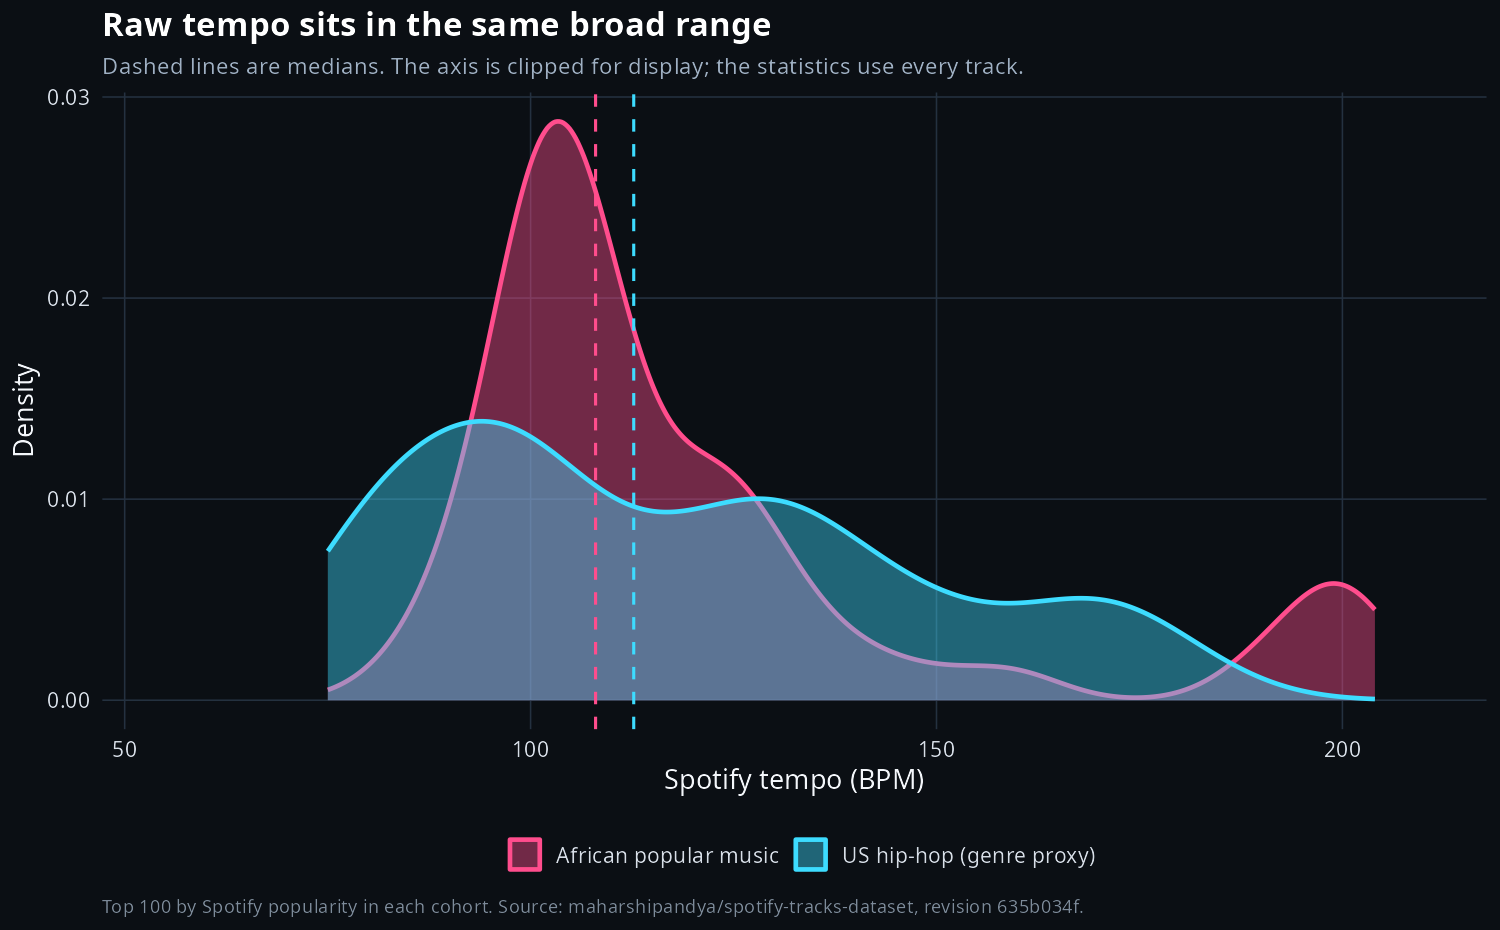 Raw tempo sits in the same broad range
Dashed lines are medians. The axis is clipped for display; the statistics use every track.
0.03
0.02
0.01
0.00
Density
50 100 150 200
Spotify tempo (BPM)
African popular music US hip-hop (genre proxy)
Top 100 by Spotify popularity in each cohort. Source: maharshipandya/spotify-tracks-dataset, revision 635b034f.